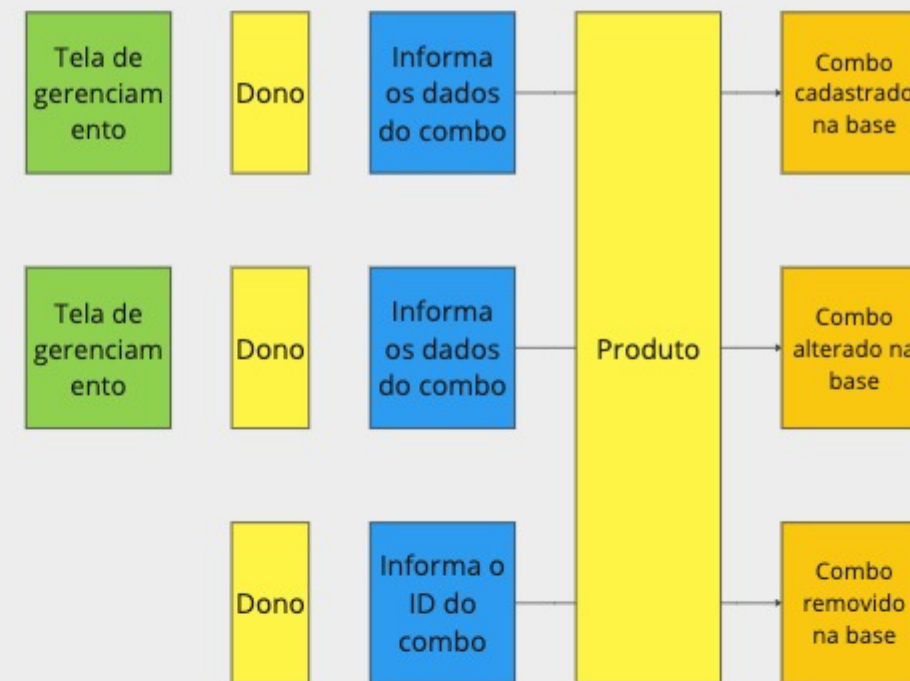 Tela de
gerenciam
ento
Dono
Informa
os dados
do combo
Combo
cadastrado
na base
Tela de
gerenciam
ento
Dono
Informa
os dados
do combo
Produto
Combo
alterado na
base
Dono
Informa o
ID do
combo
Combo
removido
na base